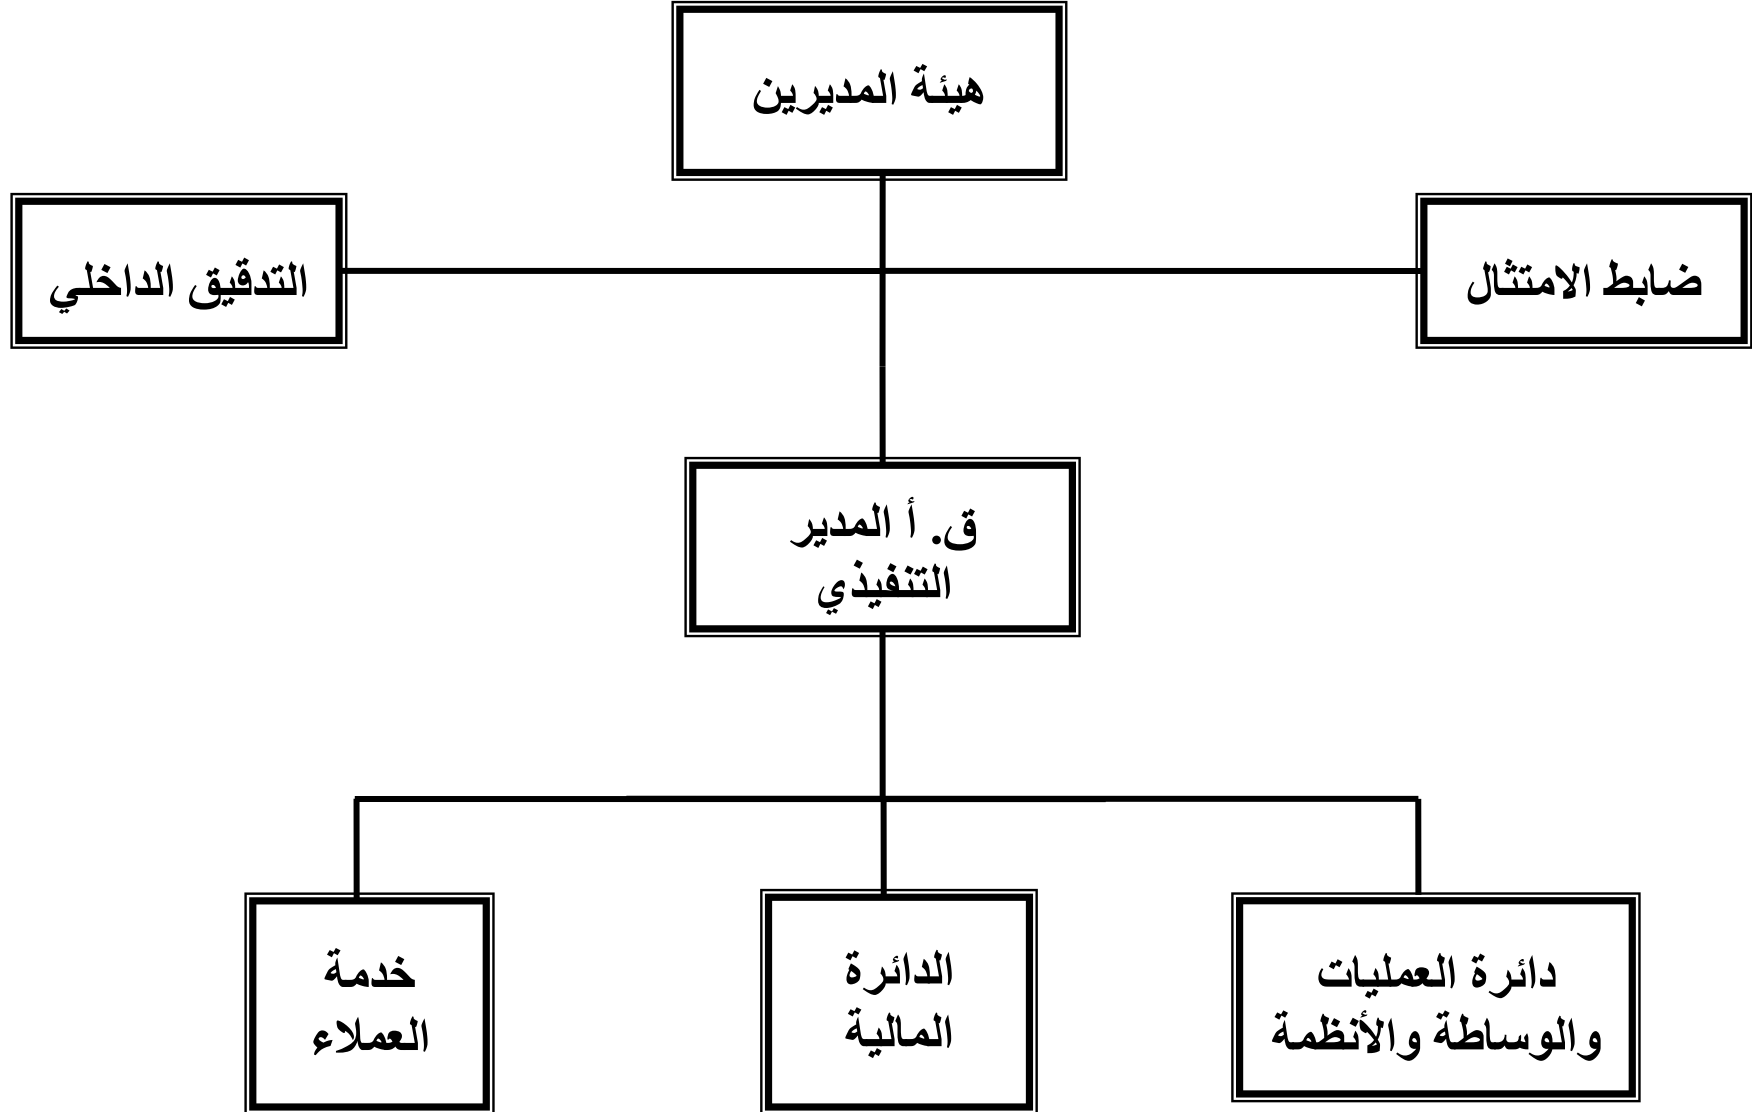 هيئة المديرين
ضابط الامتثال
التدقيق الداخلي
ق. أ المدير
التنفيذي
دائرة العمليات
والوساطة والأنظمة
الدائرة
المالية
خدمة
العملاء